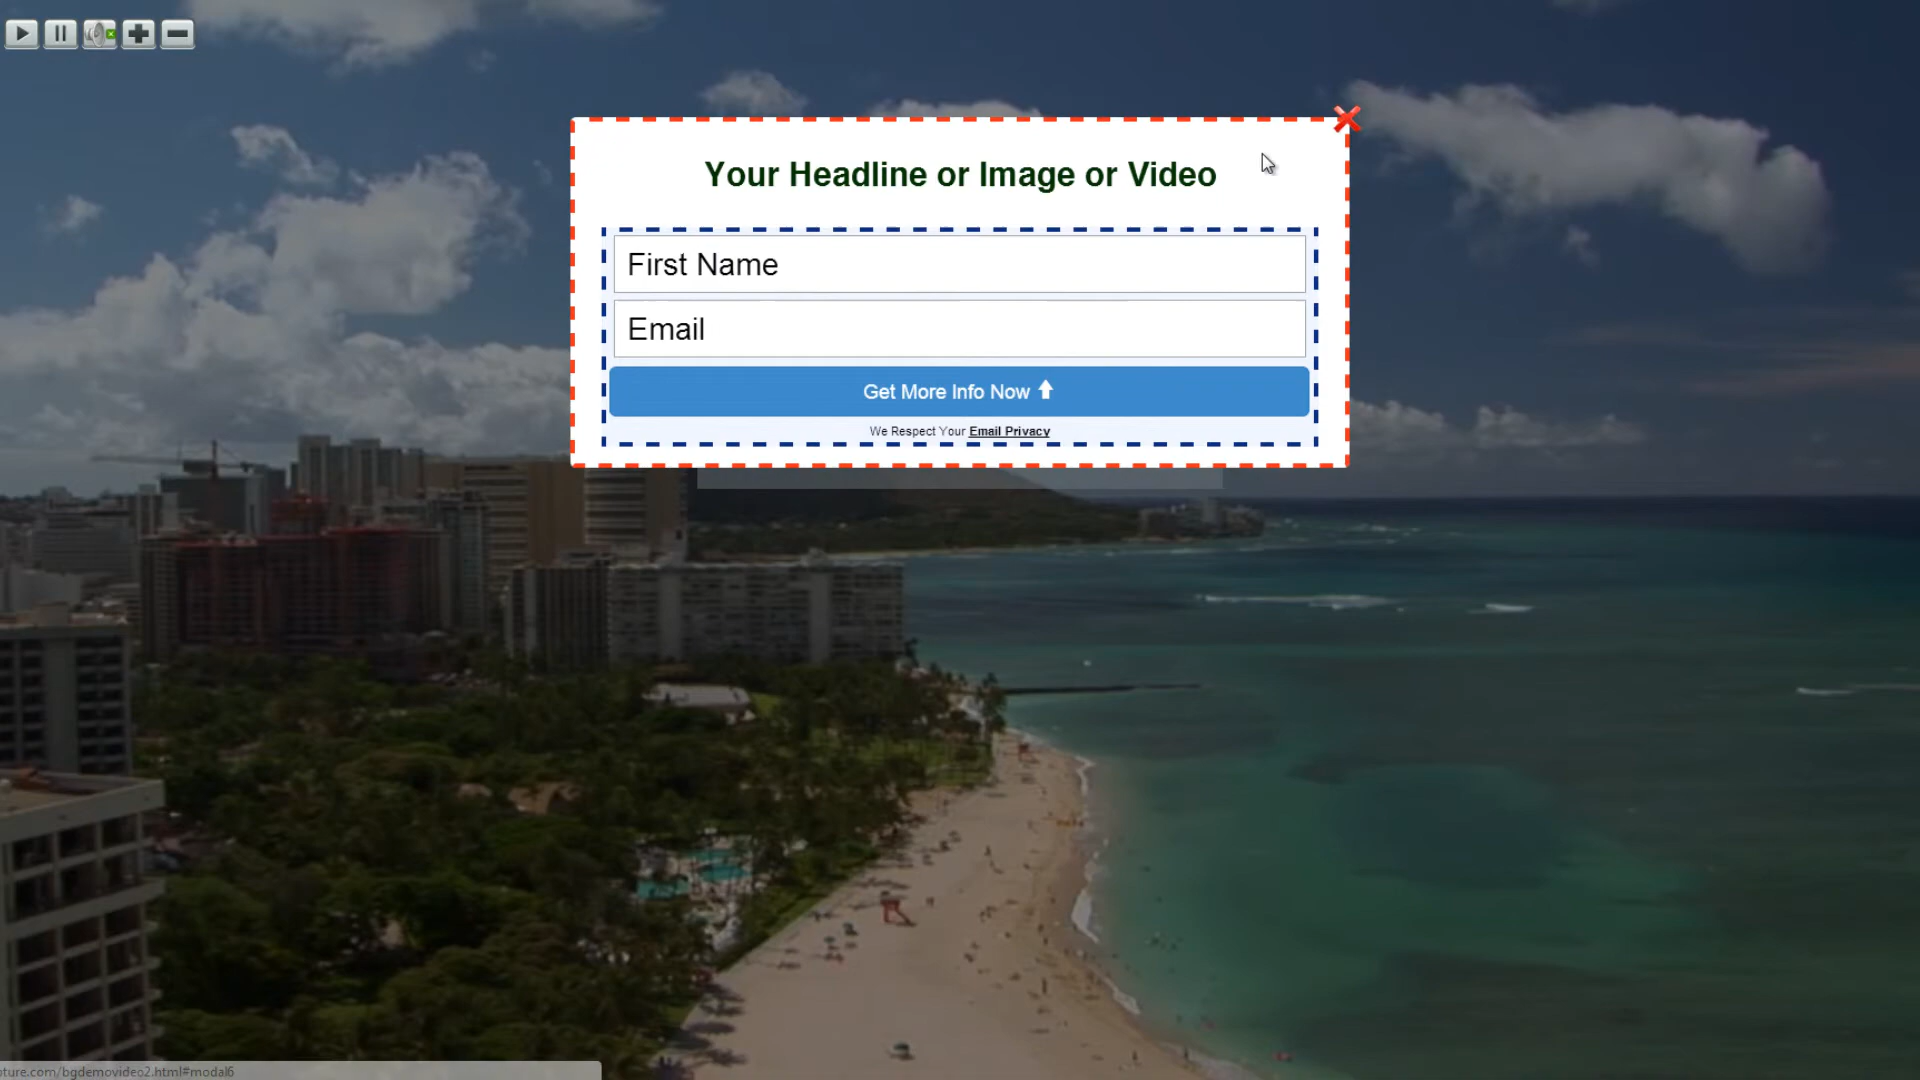 Your Headline or Image or Video
First Name
Email
Get More Info Now
We Respect Your Email Privacy
pture.com/bgdemovideo2.html#modal6